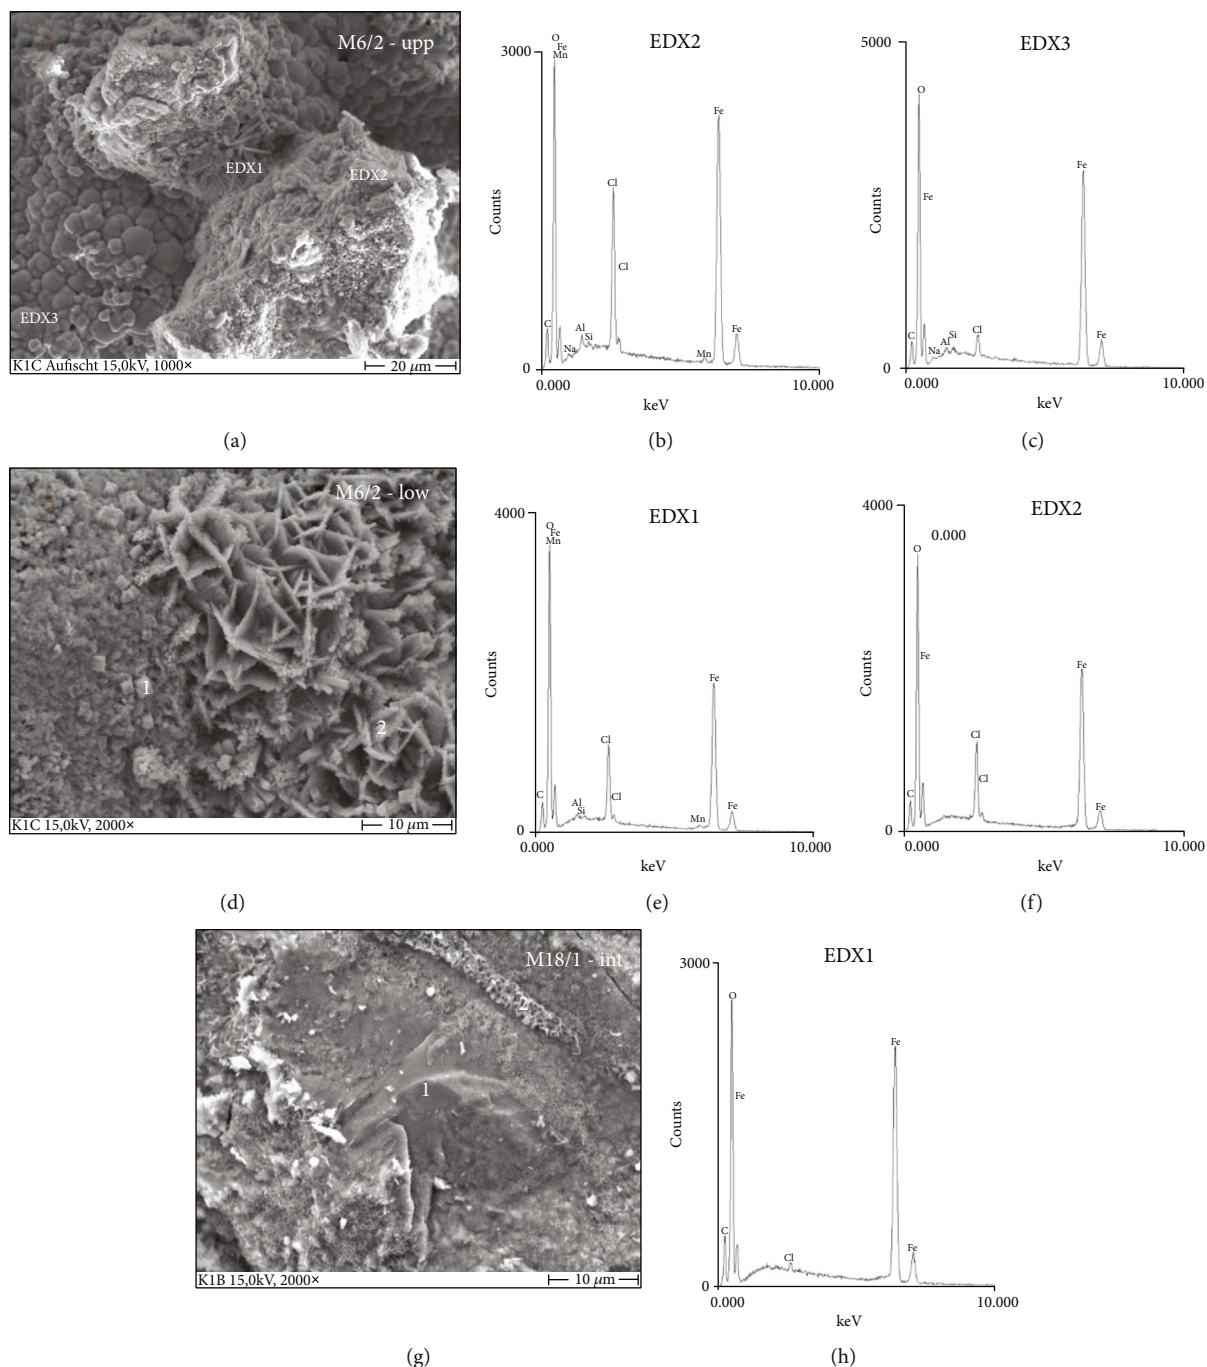 M6/2 - upp
EDX1
EDX2
EDX3
K1C Aufischt 15,0kV, 1000×
20 μm
(a)
EDX2
3000
O
Fe
Mn
Fe
Cl
Cl
C
Na
Al
Si
Mn
Fe
Counts
0
0.000
10.000
keV
(b)
EDX3
5000
O
Fe
Fe
C
Na
Al
Si
Cl
Fe
Counts
0
0.000
10.000
keV
(c)
M6/2 - low
1
2
K1C 15,0kV, 2000×
10 μm
(d)
EDX1
4000
O
Fe
Mn
Fe
Cl
Cl
C
Al
Si
Mn
Fe
Counts
0
0.000
10.000
keV
(e)
EDX2
4000
0.000
O
Fe
Fe
Cl
Cl
C
Fe
Counts
0
0.000
10.000
keV
(f)
M18/1 - int
2
1
K1B 15,0kV, 2000×
10 μm
(g)
EDX1
3000
O
Fe
Fe
C
Cl
Fe
Counts
0
0.000
10.000
keV
(h)